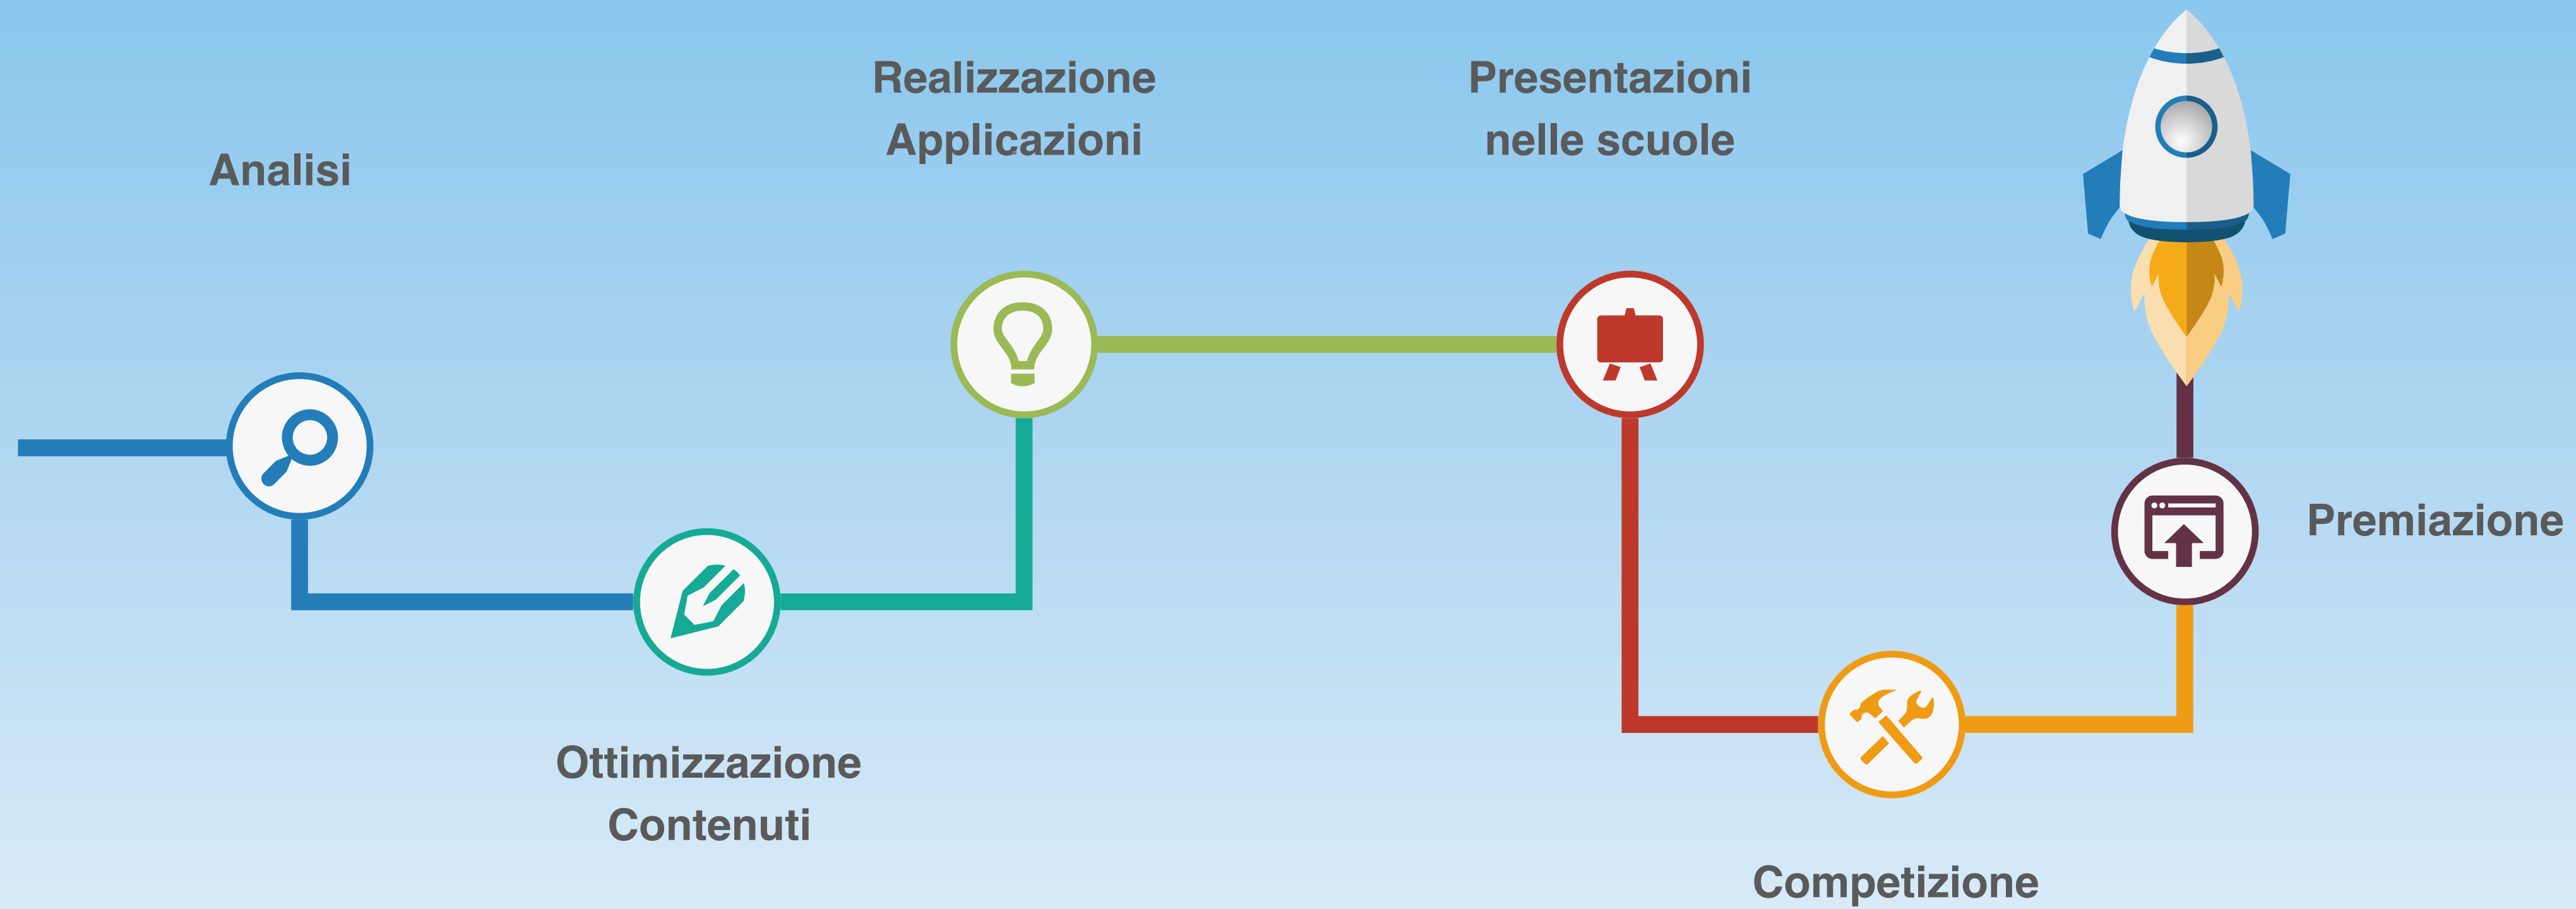 Analisi
Ottimizzazione
Contenuti
Realizzazione
Applicazioni
Presentazioni
nelle scuole
Competizione
Premiazione